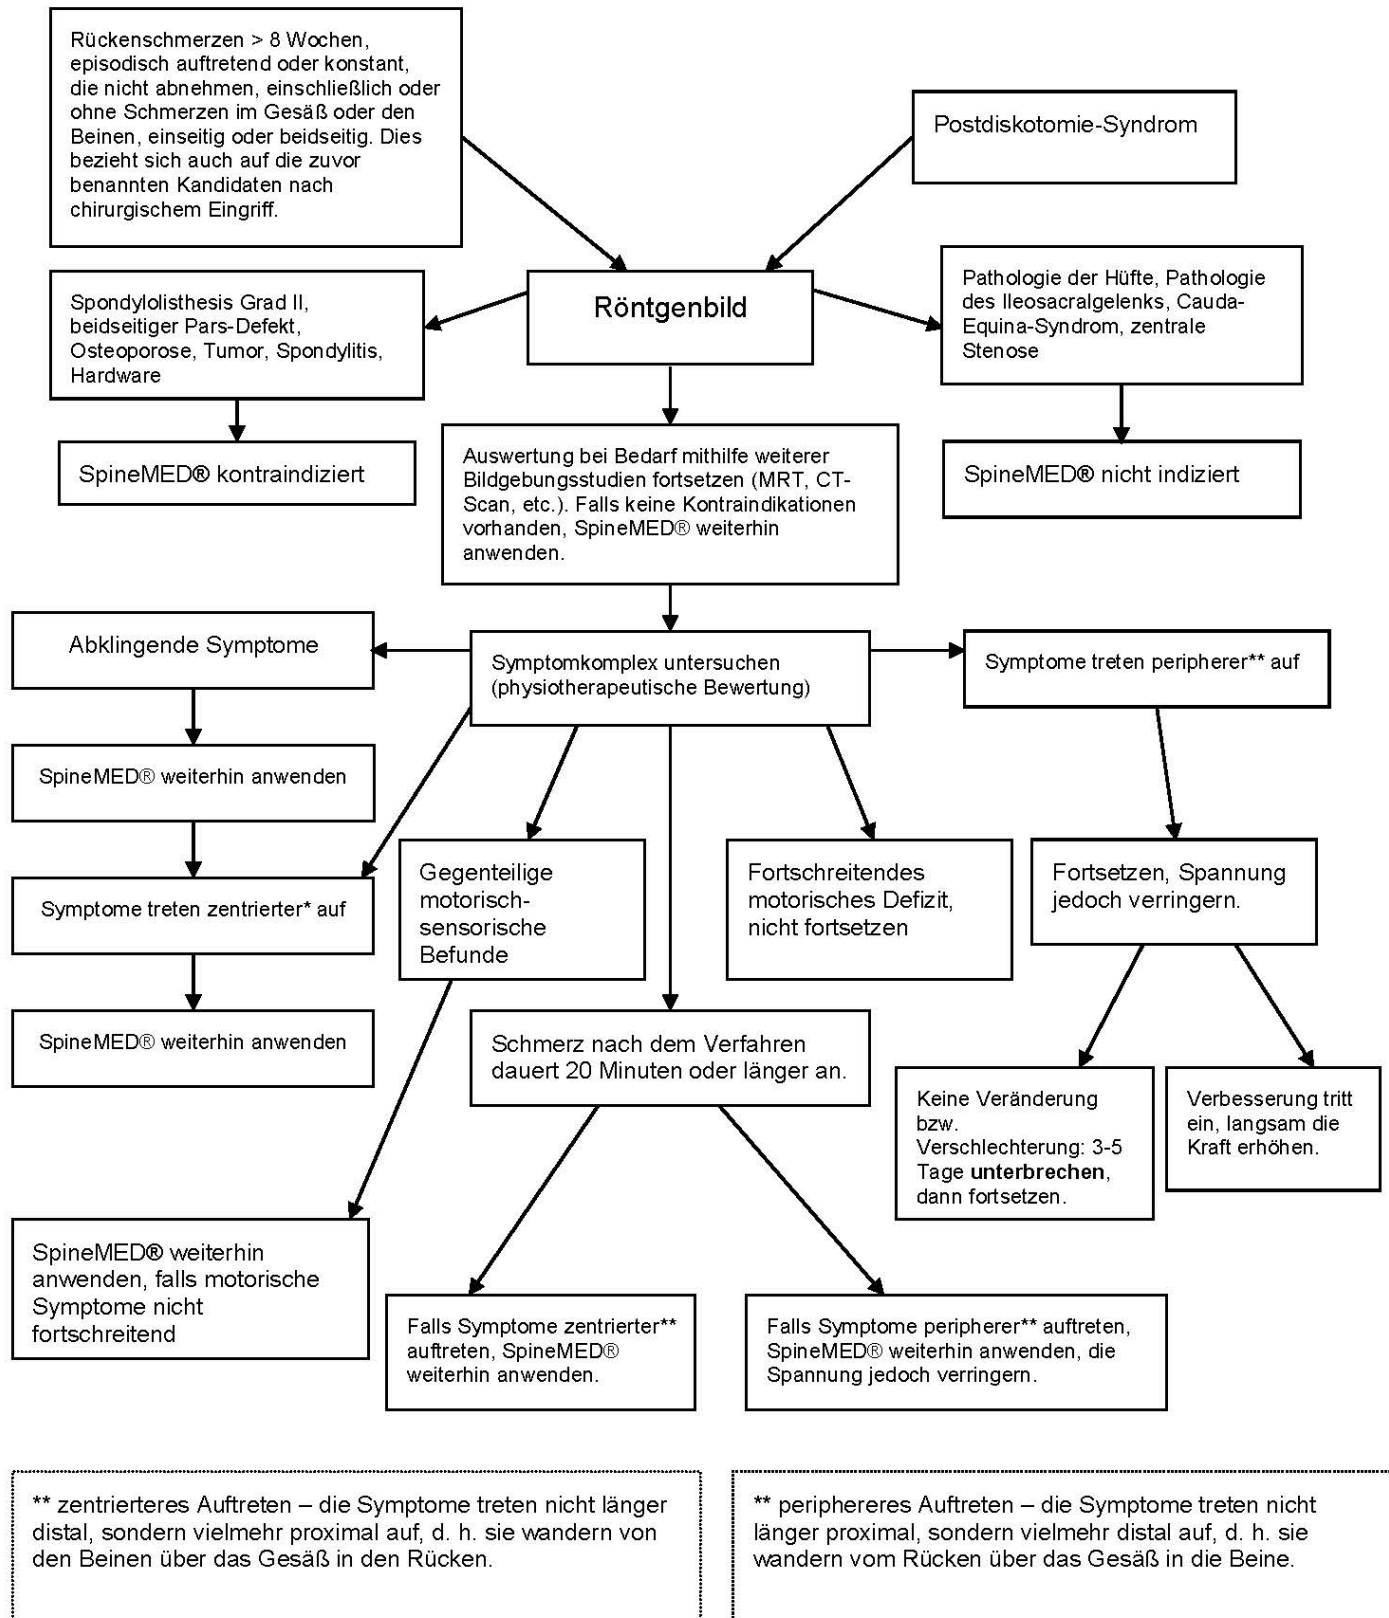 Rückenschmerzen > 8 Wochen,
episodisch auftretend oder konstant,
die nicht abnehmen, einschließlich oder
ohne Schmerzen im Gesäß oder den
Beinen, einseitig oder beidseitig. Dies
bezieht sich auch auf die zuvor
benannten Kandidaten nach
chirurgischem Eingriff.
Postdiskotomie-Syndrom
Spondylolisthesis Grad II,
beidseitiger Pars-Defekt,
Osteoporose, Tumor, Spondylitis,
Hardware
Röntgenbild
Pathologie der Hüfte, Pathologie
des Ileosacralgelenks, Cauda-
Equina-Syndrom, zentrale
Stenose
SpineMED® kontraindiziert
Auswertung bei Bedarf mithilfe weiterer
Bildgebungsstudien fortsetzen (MRT, CT-
Scan, etc.). Falls keine Kontraindikationen
vorhanden, SpineMED® weiterhin
anwenden.
SpineMED® nicht indiziert
Abklingende Symptome
Symptomkomplex untersuchen
(physiotherapeutische Bewertung)
Symptome treten peripherer** auf
SpineMED® weiterhin anwenden
Symptome treten zentrierter* auf
SpineMED® weiterhin anwenden
Gegenteilige
motorisch-
sensorische
Befunde
Fortschreitendes
motorisches Defizit,
nicht fortsetzen
Fortsetzen, Spannung
jedoch verringern.
Schmerz nach dem Verfahren
dauert 20 Minuten oder länger an.
Keine Veränderung
bzw.
Verschlechterung: 3-5
Tage unterbrechen,
dann fortsetzen.
Verbesserung tritt
ein, langsam die
Kraft erhöhen.
SpineMED® weiterhin
anwenden, falls motorische
Symptome nicht
fortschreitend
Falls Symptome zentrierter**
auftreten, SpineMED®
weiterhin anwenden.
Falls Symptome peripherer** auftreten,
SpineMED® weiterhin anwenden, die
Spannung jedoch verringern.
** zentrierteres Auftreten – die Symptome treten nicht länger
distal, sondern vielmehr proximal auf, d. h. sie wandern von
den Beinen über das Gesäß in den Rücken.
** periphereres Auftreten – die Symptome treten nicht
länger proximal, sondern vielmehr distal auf, d. h. sie
wandern vom Rücken über das Gesäß in die Beine.